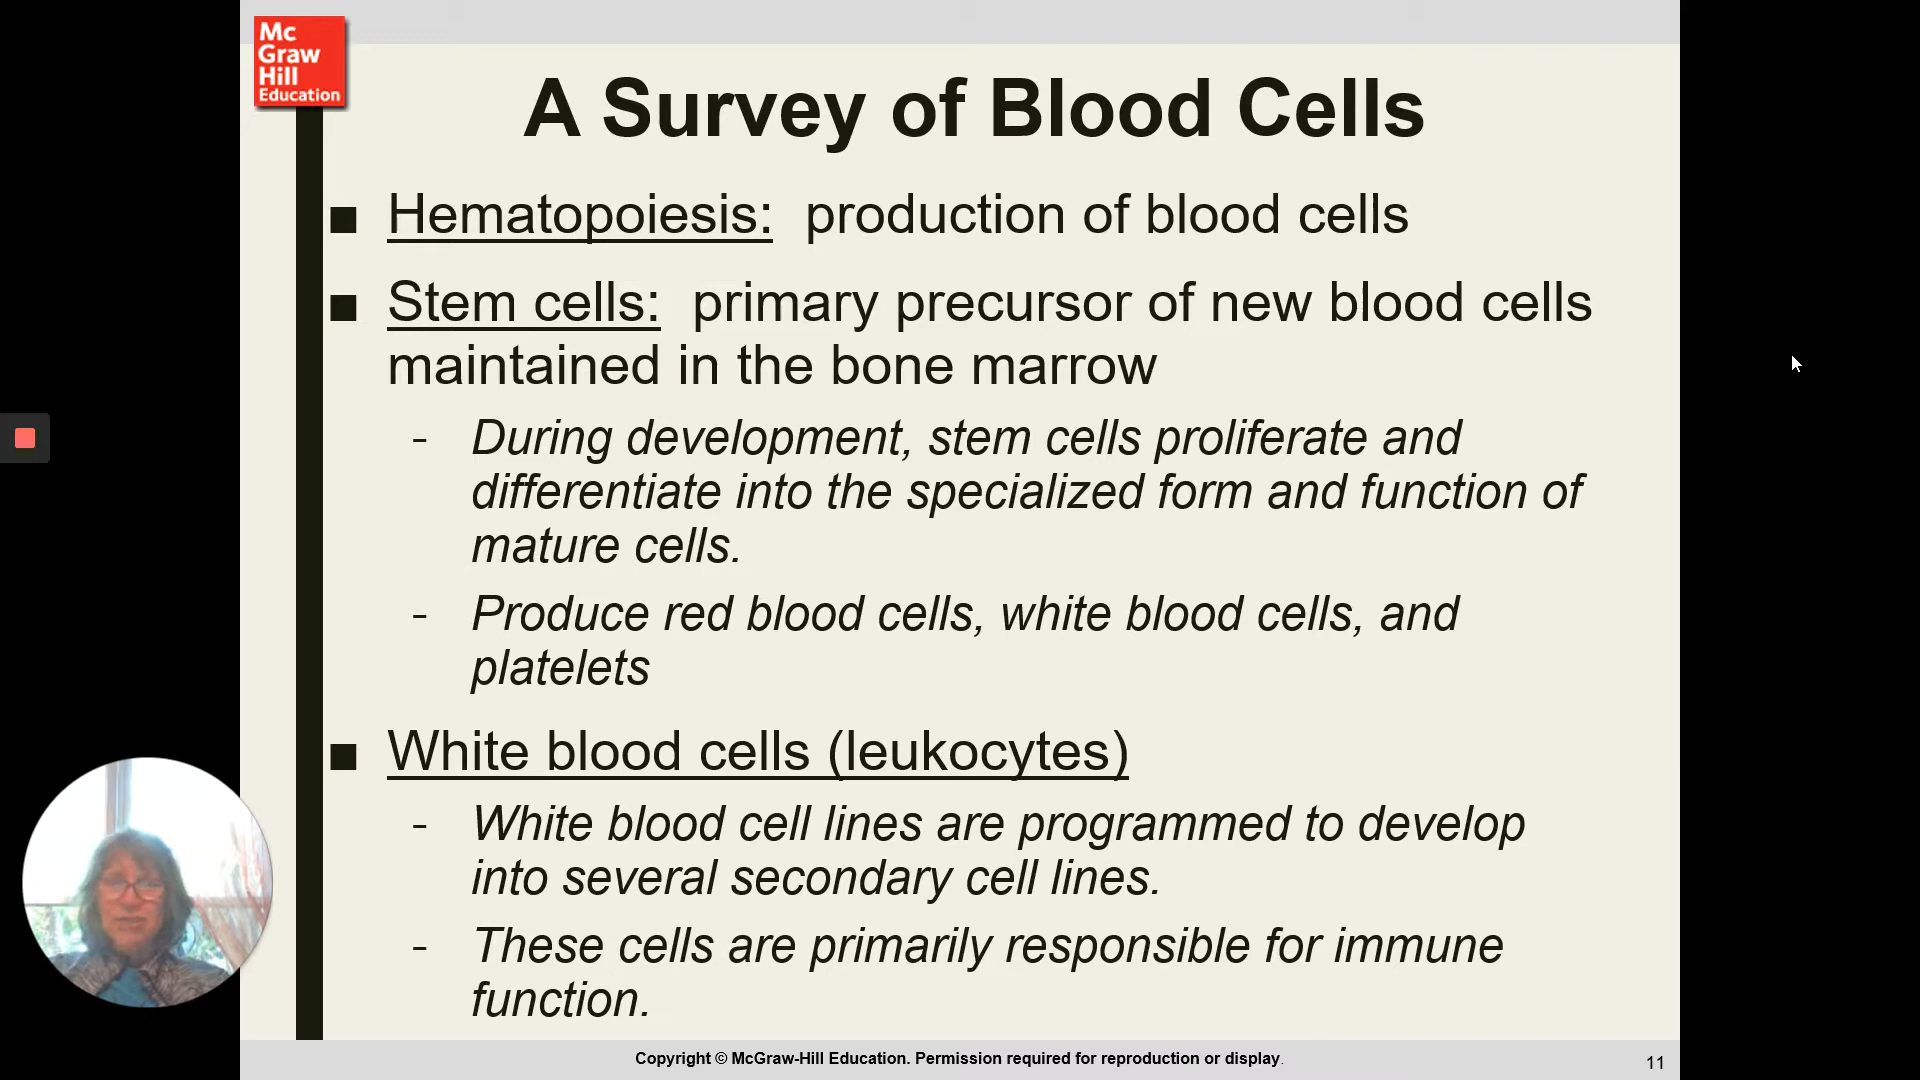 Mc
Graw
Hill
Education
A Survey of Blood Cells
■ Hematopoiesis: production of blood cells
■ Stem cells: primary precursor of new blood cells
maintained in the bone marrow
- During development, stem cells proliferate and
differentiate into the specialized form and function of
mature cells.
- Produce red blood cells, white blood cells, and
platelets
■ White blood cells (leukocytes)
- White blood cell lines are programmed to develop
into several secondary cell lines.
- These cells are primarily responsible for immune
function.
Copyright © McGraw-Hill Education. Permission required for reproduction or display.
11